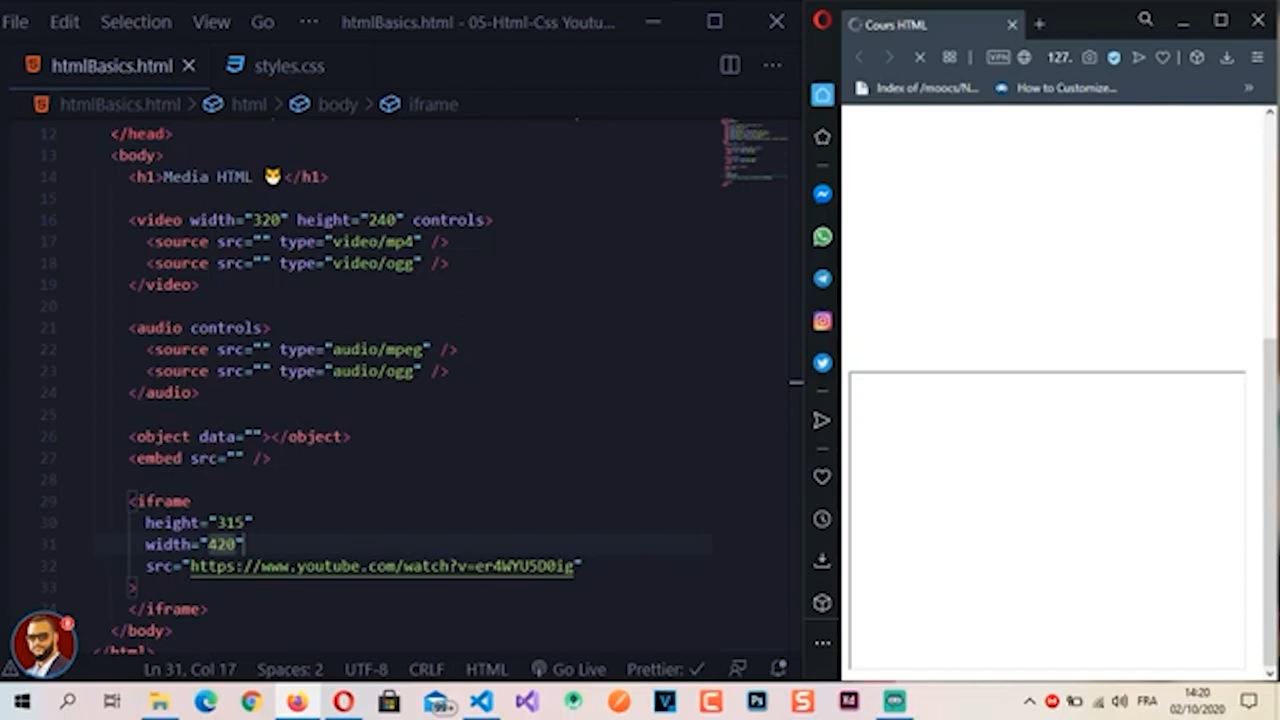 File Edit Selection View Go ··· htmlBasics.html - 05-Html-Css Youtu...
htmlBasics.html
styles.css
htmlBasics.html > html > body > iframe
12 </head>
13 <body>
14 <h1>Media HTML 🐯</h1>
15
16 <video width="320" height="240" controls>
17 <source src="" type="video/mp4" />
18 <source src="" type="video/ogg" />
19 </video>
20
21 <audio controls>
22 <source src="" type="audio/mpeg" />
23 <source src="" type="audio/ogg" />
24 </audio>
25
26 <object data=""></object>
27 <embed src="" />
28
29 <iframe
30 height="315"
31 width="420"
32 src="https://www.youtube.com/watch?v=er4WYU5D0ig"
33 >
</iframe>
</body>
</html>
Ln 31, Col 17 Spaces: 2 UTF-8 CRLF HTML Go Live Prettier: ✓
Cours HTML
VPN 127.
Index of /moocs/N... How to Customize... »
99+
FRA
14:20
02/10/2020